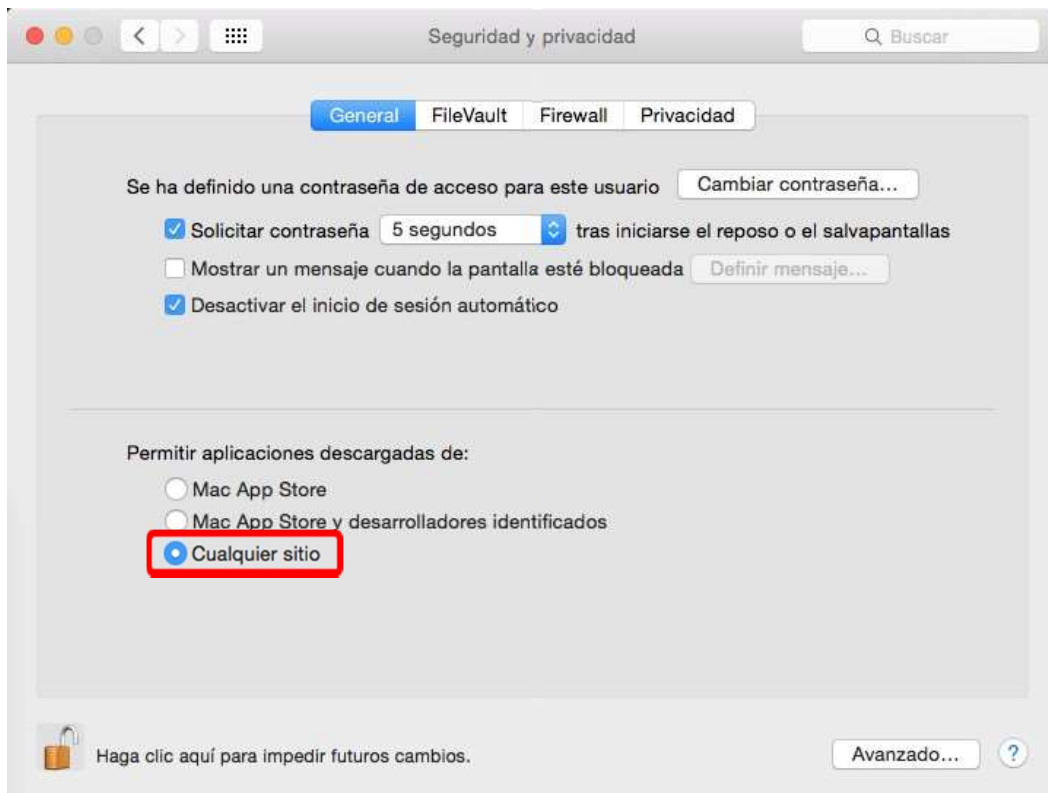 Seguridad y privacidad
Buscar
General FileVault Firewall Privacidad
Se ha definido una contraseña de acceso para este usuario Cambiar contraseña...
Solicitar contraseña 5 segundos tras iniciarse el reposo o el salvapantallas
Mostrar un mensaje cuando la pantalla esté bloqueada Definir mensaje...
Desactivar el inicio de sesión automático
Permitir aplicaciones descargadas de:
Mac App Store
Mac App Store y desarrolladores identificados
Cualquier sitio
Haga clic aquí para impedir futuros cambios.
Avanzado... ?